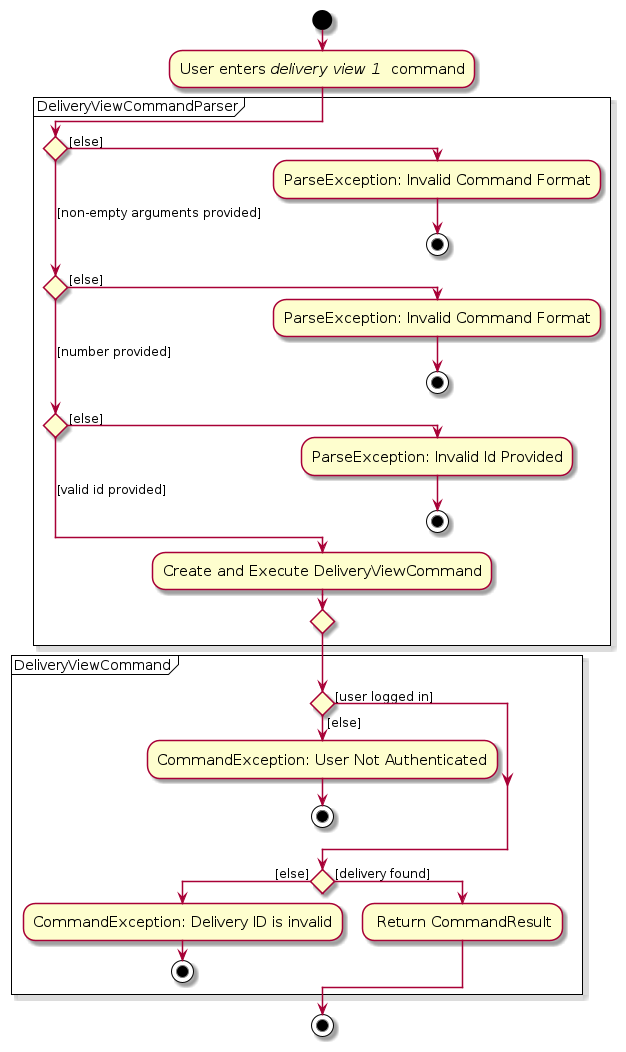 User enters delivery view 1 command
DeliveryViewCommandParser
[else]
ParseException: Invalid Command Format
[non-empty arguments provided]
[else]
ParseException: Invalid Command Format
[number provided]
[else]
ParseException: Invalid Id Provided
[valid id provided]
Create and Execute DeliveryViewCommand
DeliveryViewCommand
[user logged in]
[else]
CommandException: User Not Authenticated
[else]
[delivery found]
CommandException: Delivery ID is invalid
Return CommandResult